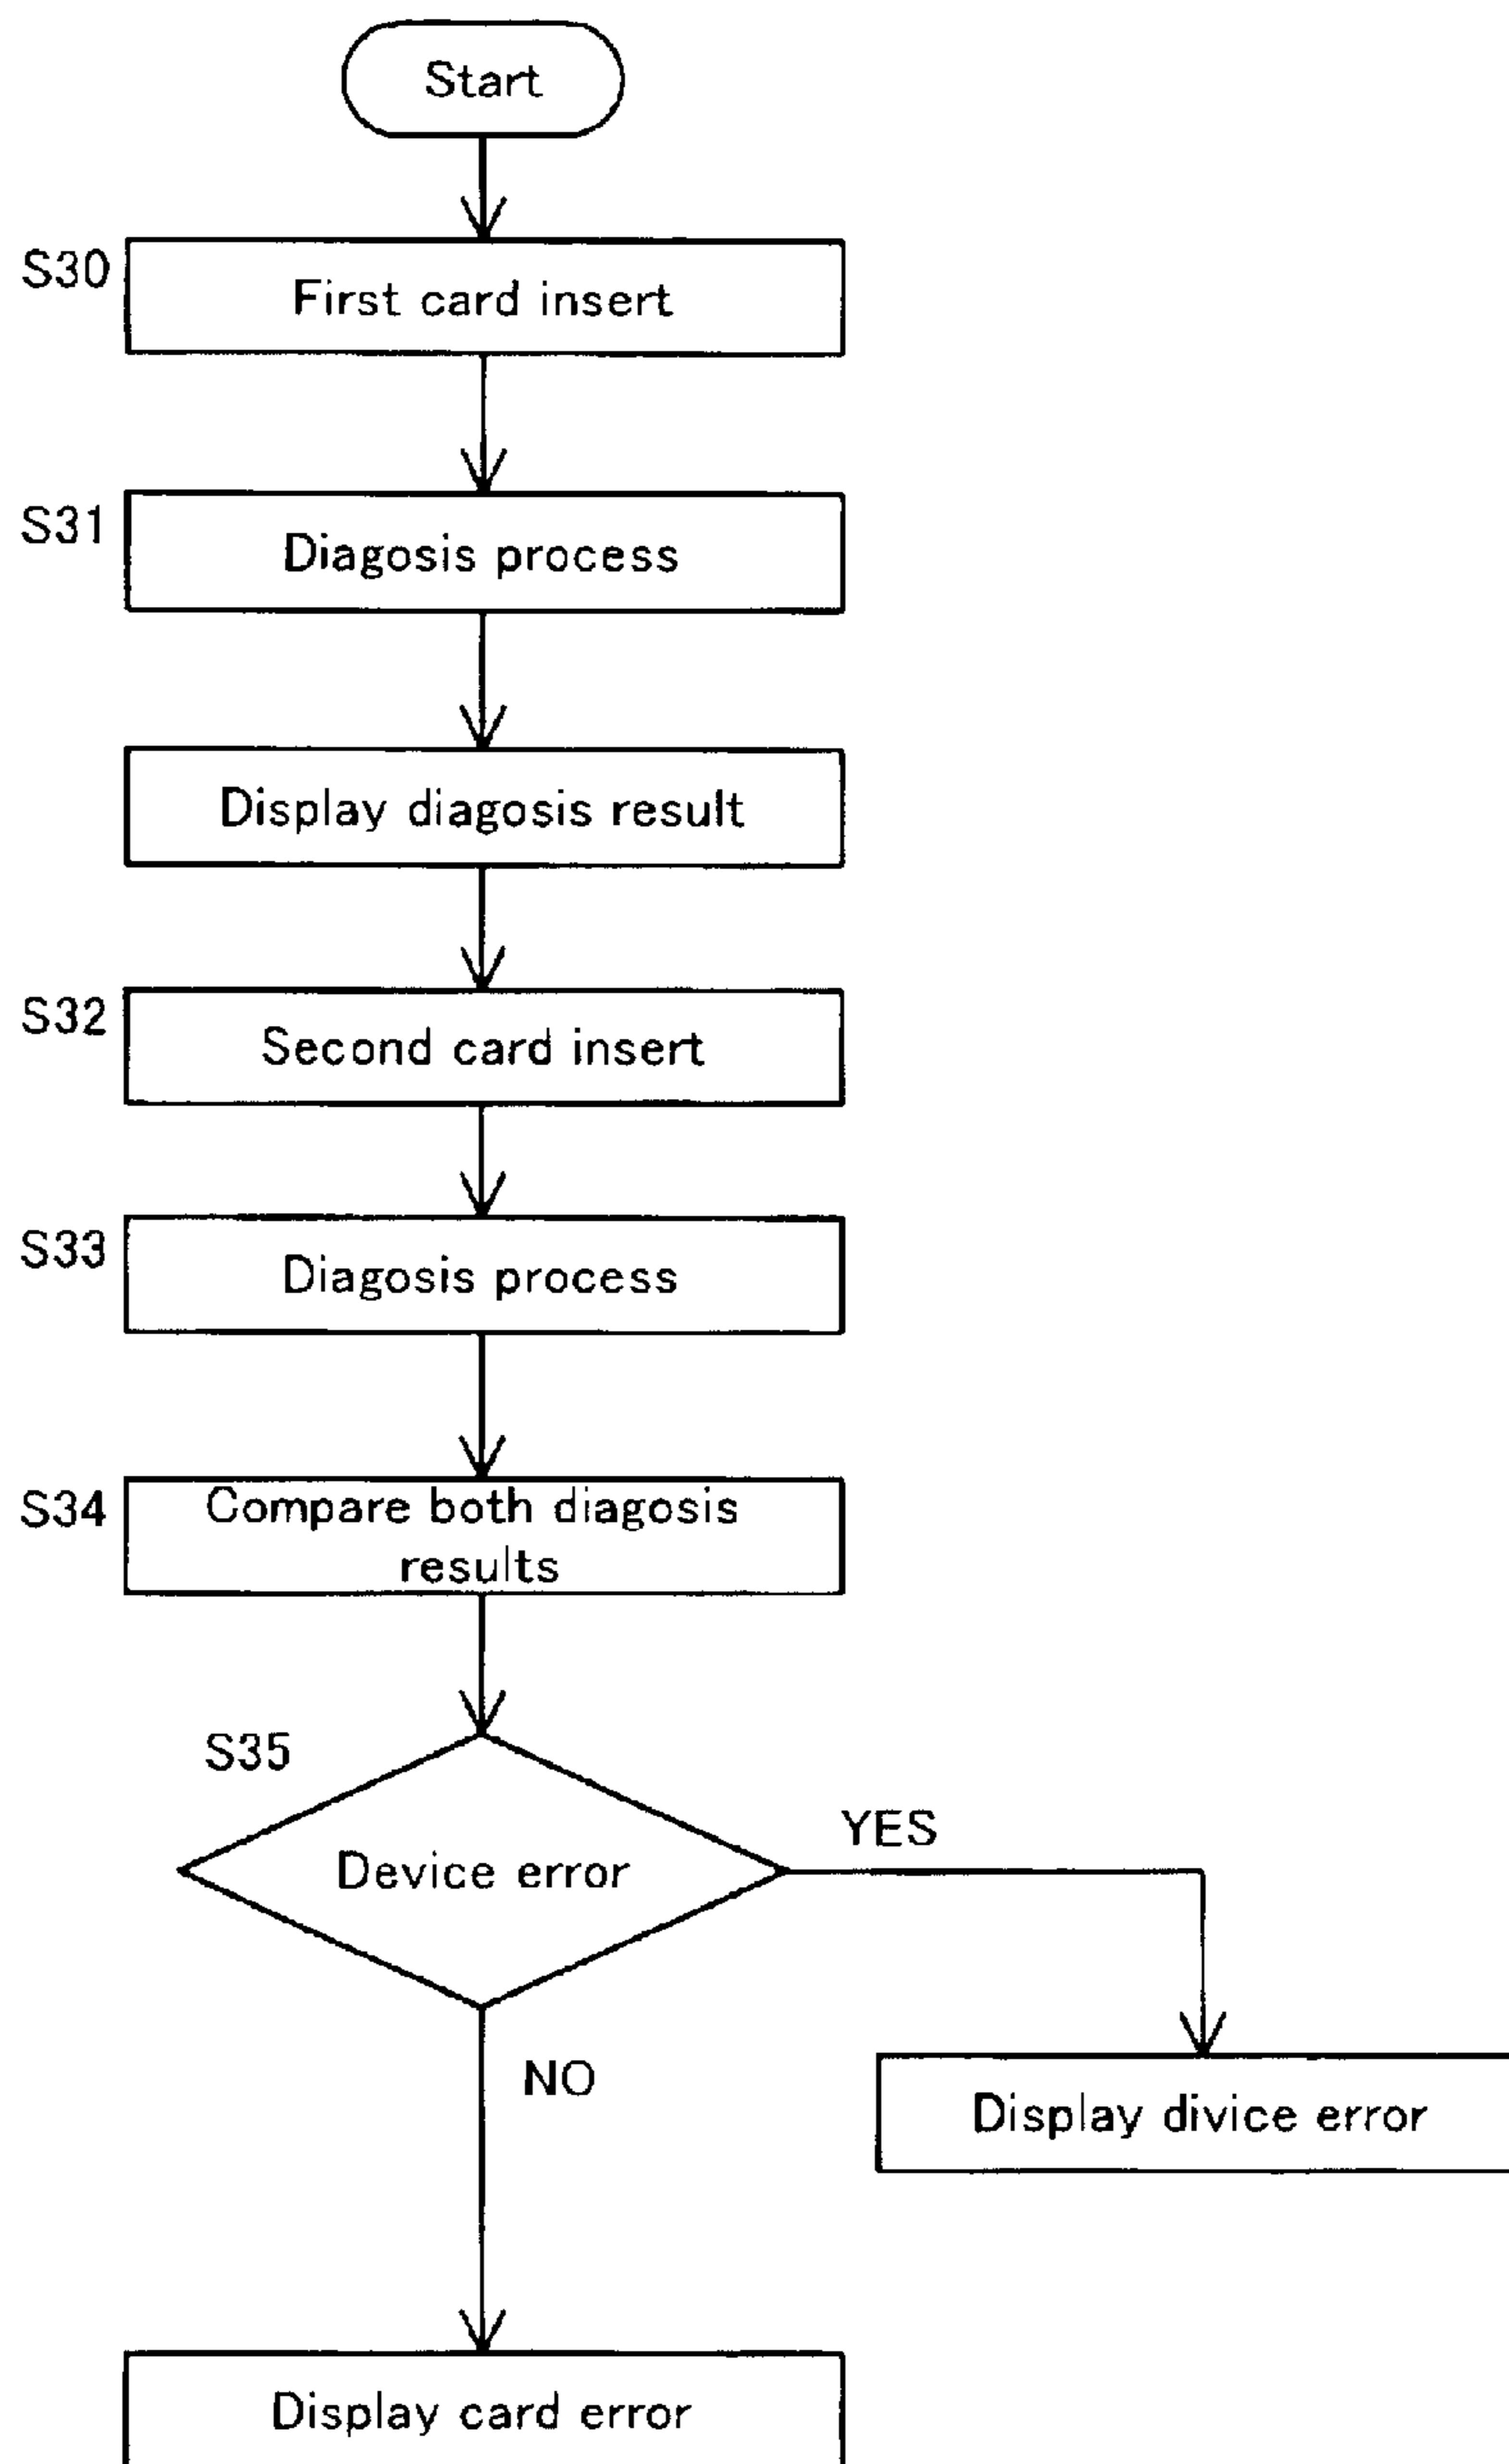 Start
S30
First card insert
S31
Diagosis process
Display diagosis result
S32
Second card insert
S33
Diagosis process
S34
Compare both diagosis
results
S35
Device error
YES
NO
Display divice error
Display card error